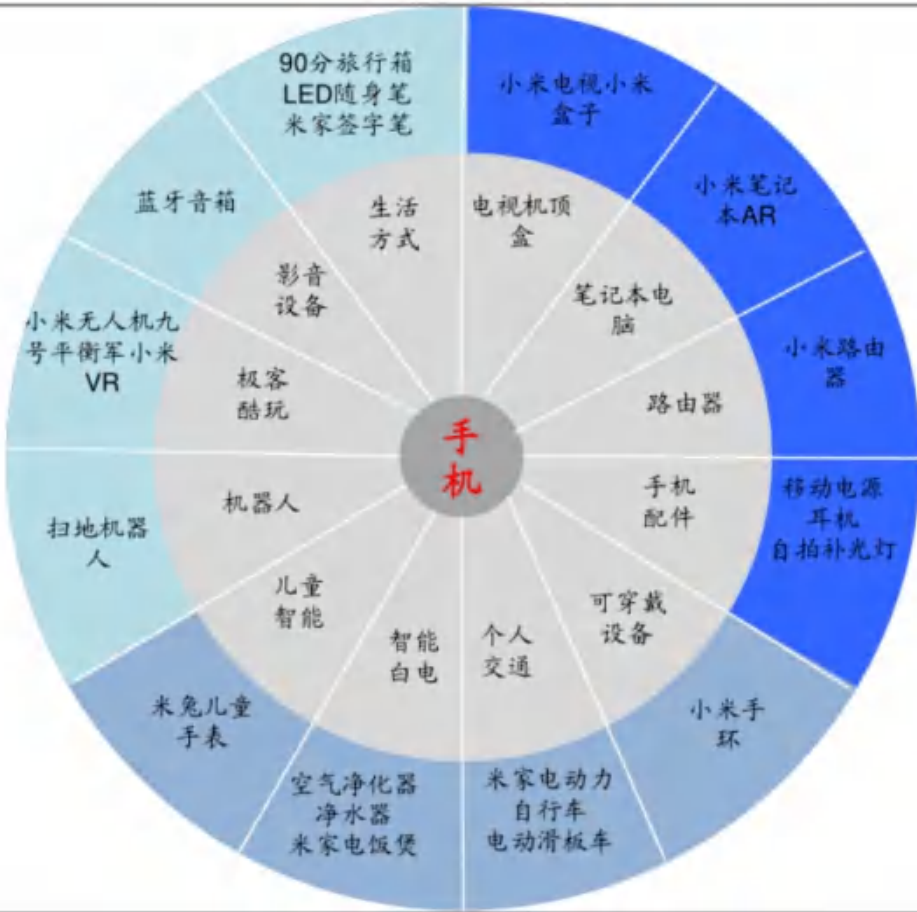 90分旅行箱
LED随身笔
米家签字笔
小米电视小米
盒子
小米笔记
本AR
小米路由
器
移动电源
耳机
自拍补光灯
小米手
环
米家电动力
自行车
电动滑板车
空气净化器
净水器
米家电饭煲
米兔儿童
手表
扫地机器
人
小米无人机九
号平衡军小米
VR
蓝牙音箱
生活
方式
电视机顶
盒
笔记本电
脑
路由器
手机
配件
可穿戴
设备
个人
交通
智能
白电
儿童
智能
机器人
极客
酷玩
影音
设备
手
机